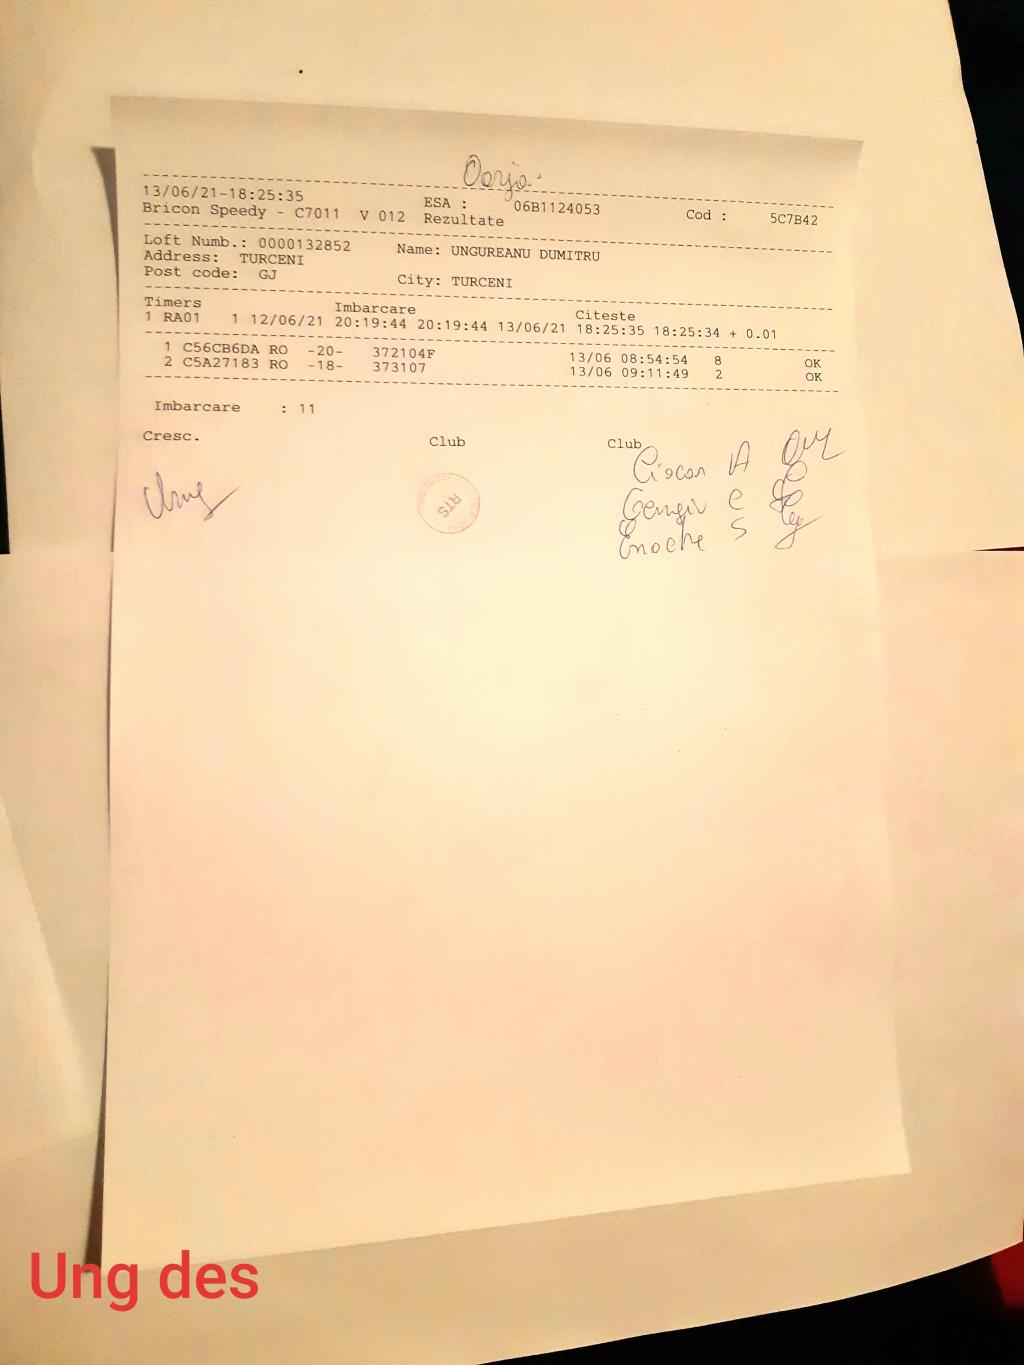 Oarja
13/06/21-18:25:35 ESA : 06B1124053 Cod : 5C7B42
Bricon Speedy - C7011 V 012 Rezultate
Loft Numb.: 0000132852 Name: UNGUREANU DUMITRU
Address: TURCENI
Post code: GJ City: TURCENI
Timers Imbarcare Citeste
1 RA01 1 12/06/21 20:19:44 20:19:44 13/06/21 18:25:35 18:25:34 + 0.01
1 C56CB6DA RO -20- 372104F 13/06 08:54:54 8 OK
2 C5A27183 RO -18- 373107 13/06 09:11:49 2 OK
Imbarcare : 11
Cresc. Club Club
Ciocan A
RTS
e
Enoche S
Ung des